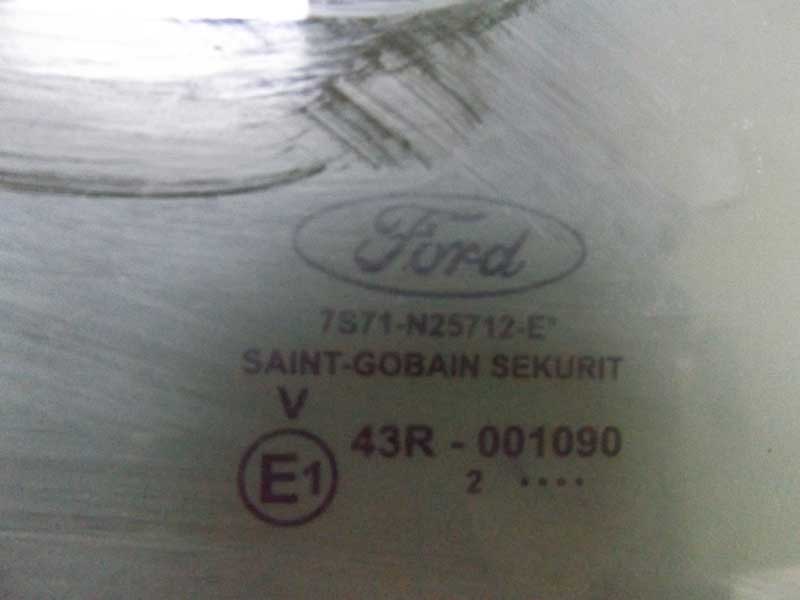 Ford
7S71-N25712-E*
SAINT-GOBAIN SEKURIT
V
E1 43R - 001090
2 ....